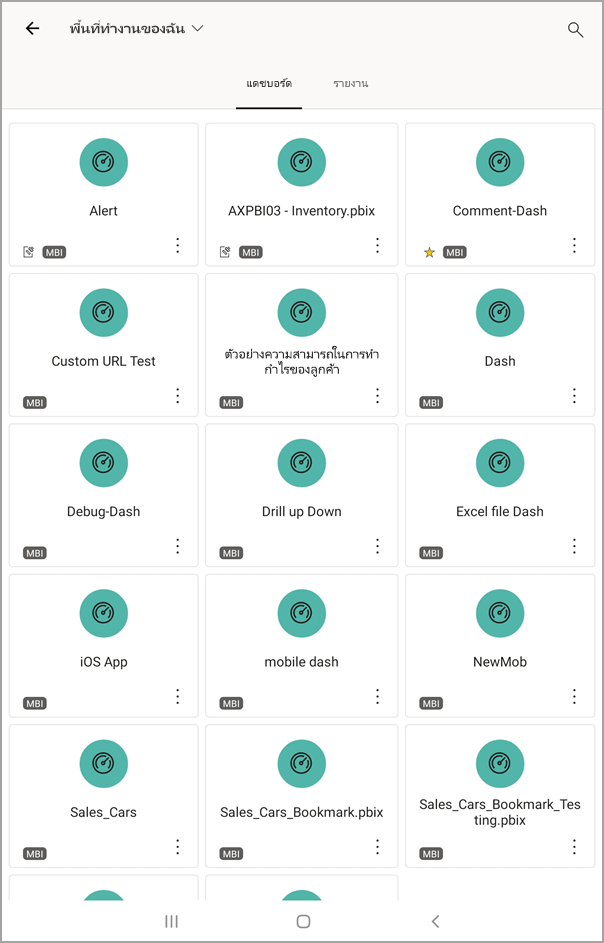 พื้นที่ทำงานของฉัน
แดชบอร์ด
รายงาน
Alert
MBI
AXPBI03 - Inventory.pbix
MBI
Comment-Dash
MBI
Custom URL Test
MBI
ตัวอย่างความสามารถในการทำ
กำไรของลูกค้า
MBI
Dash
MBI
Debug-Dash
MBI
Drill up Down
MBI
Excel file Dash
MBI
iOS App
MBI
mobile dash
MBI
NewMob
MBI
Sales_Cars
MBI
Sales_Cars_Bookmark.pbix
MBI
Sales_Cars_Bookmark_Tes
ting.pbix
MBI